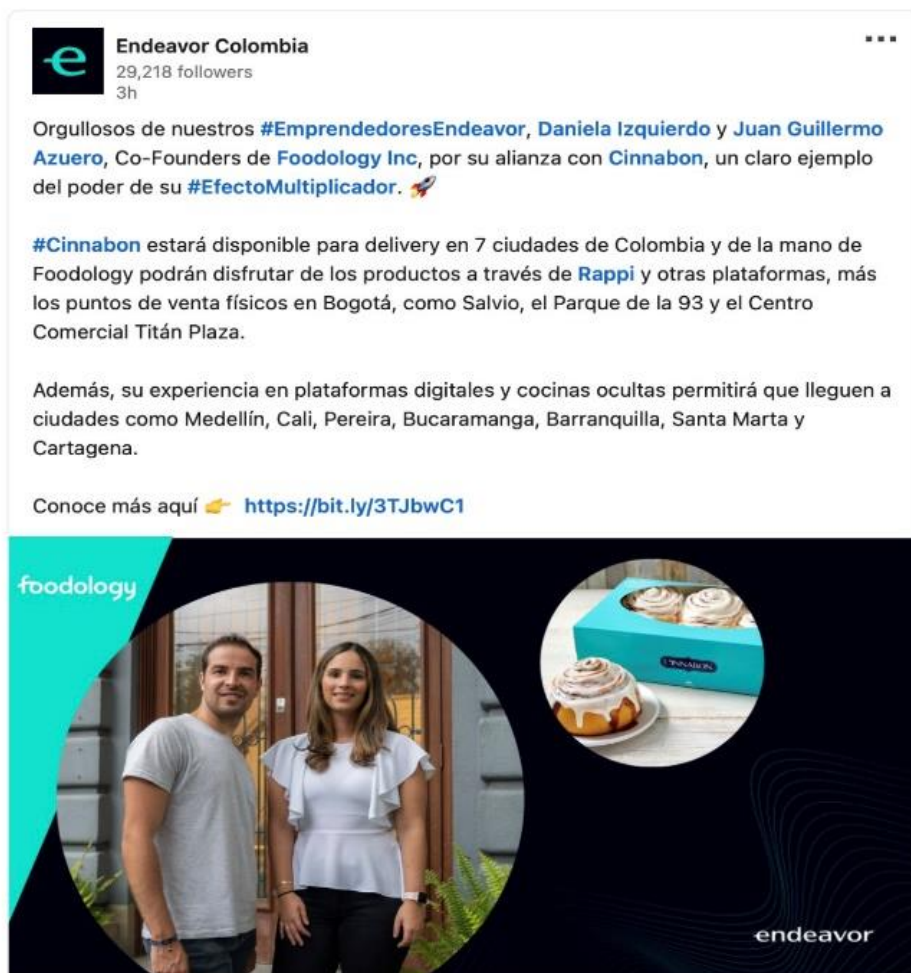 Endeavor Colombia
29,218 followers
3h
Orgullosos de nuestros #EmprendedoresEndeavor, Daniela Izquierdo y Juan Guillermo
Azuero, Co-Founders de Foodology Inc, por su alianza con Cinnabon, un claro ejemplo
del poder de su #EfectoMultiplicador. 🚀
#Cinnabon estará disponible para delivery en 7 ciudades de Colombia y de la mano de
Foodology podrán disfrutar de los productos a través de Rappi y otras plataformas, más
los puntos de venta físicos en Bogotá, como Salvio, el Parque de la 93 y el Centro
Comercial Titán Plaza.
Además, su experiencia en plataformas digitales y cocinas ocultas permitirá que lleguen a
ciudades como Medellín, Cali, Pereira, Bucaramanga, Barranquilla, Santa Marta y
Cartagena.
Conoce más aquí 👉 https://bit.ly/3TJbwC1
foodology
CINNABON
endeavor